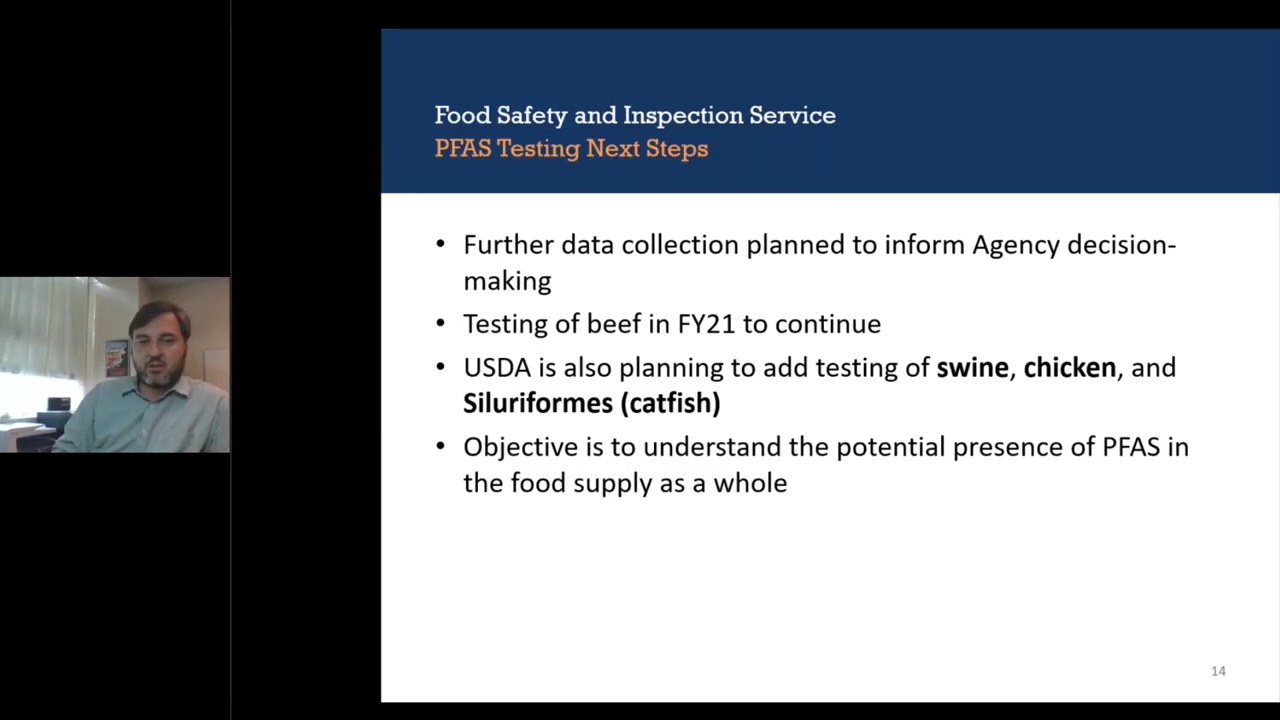 Food Safety and Inspection Service
PFAS Testing Next Steps
• Further data collection planned to inform Agency decision-
making
• Testing of beef in FY21 to continue
• USDA is also planning to add testing of swine, chicken, and
Siluriformes (catfish)
• Objective is to understand the potential presence of PFAS in
the food supply as a whole
14